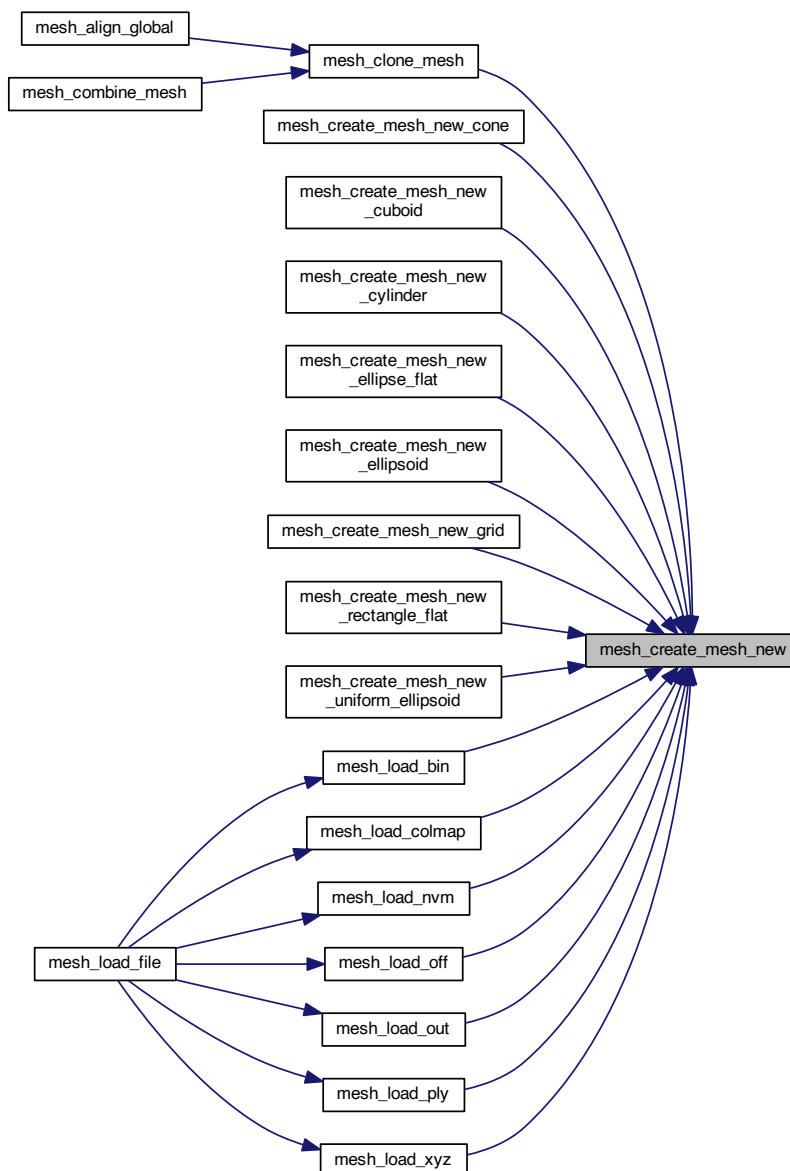 mesh_align_global
mesh_clone_mesh
mesh_combine_mesh
mesh_create_mesh_new_cone
mesh_create_mesh_new
_cuboid
mesh_create_mesh_new
_cylinder
mesh_create_mesh_new
_ellipse_flat
mesh_create_mesh_new
_ellipsoid
mesh_create_mesh_new_grid
mesh_create_mesh_new
_rectangle_flat
mesh_create_mesh_new
mesh_create_mesh_new
_uniform_ellipsoid
mesh_load_bin
mesh_load_colmap
mesh_load_nvm
mesh_load_file
mesh_load_off
mesh_load_out
mesh_load_ply
mesh_load_xyz